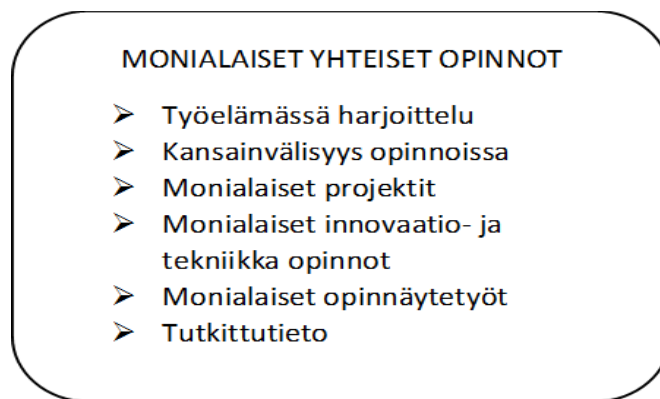 MONIALAISET YHTEISET OPINNOT
➢ Työelämässä harjoittelu
➢ Kansainvälisyys opinnoissa
➢ Monialaiset projektit
➢ Monialaiset innovaatio- ja
tekniikka opinnot
➢ Monialaiset opinnäytetyöt
➢ Tutkittutieto